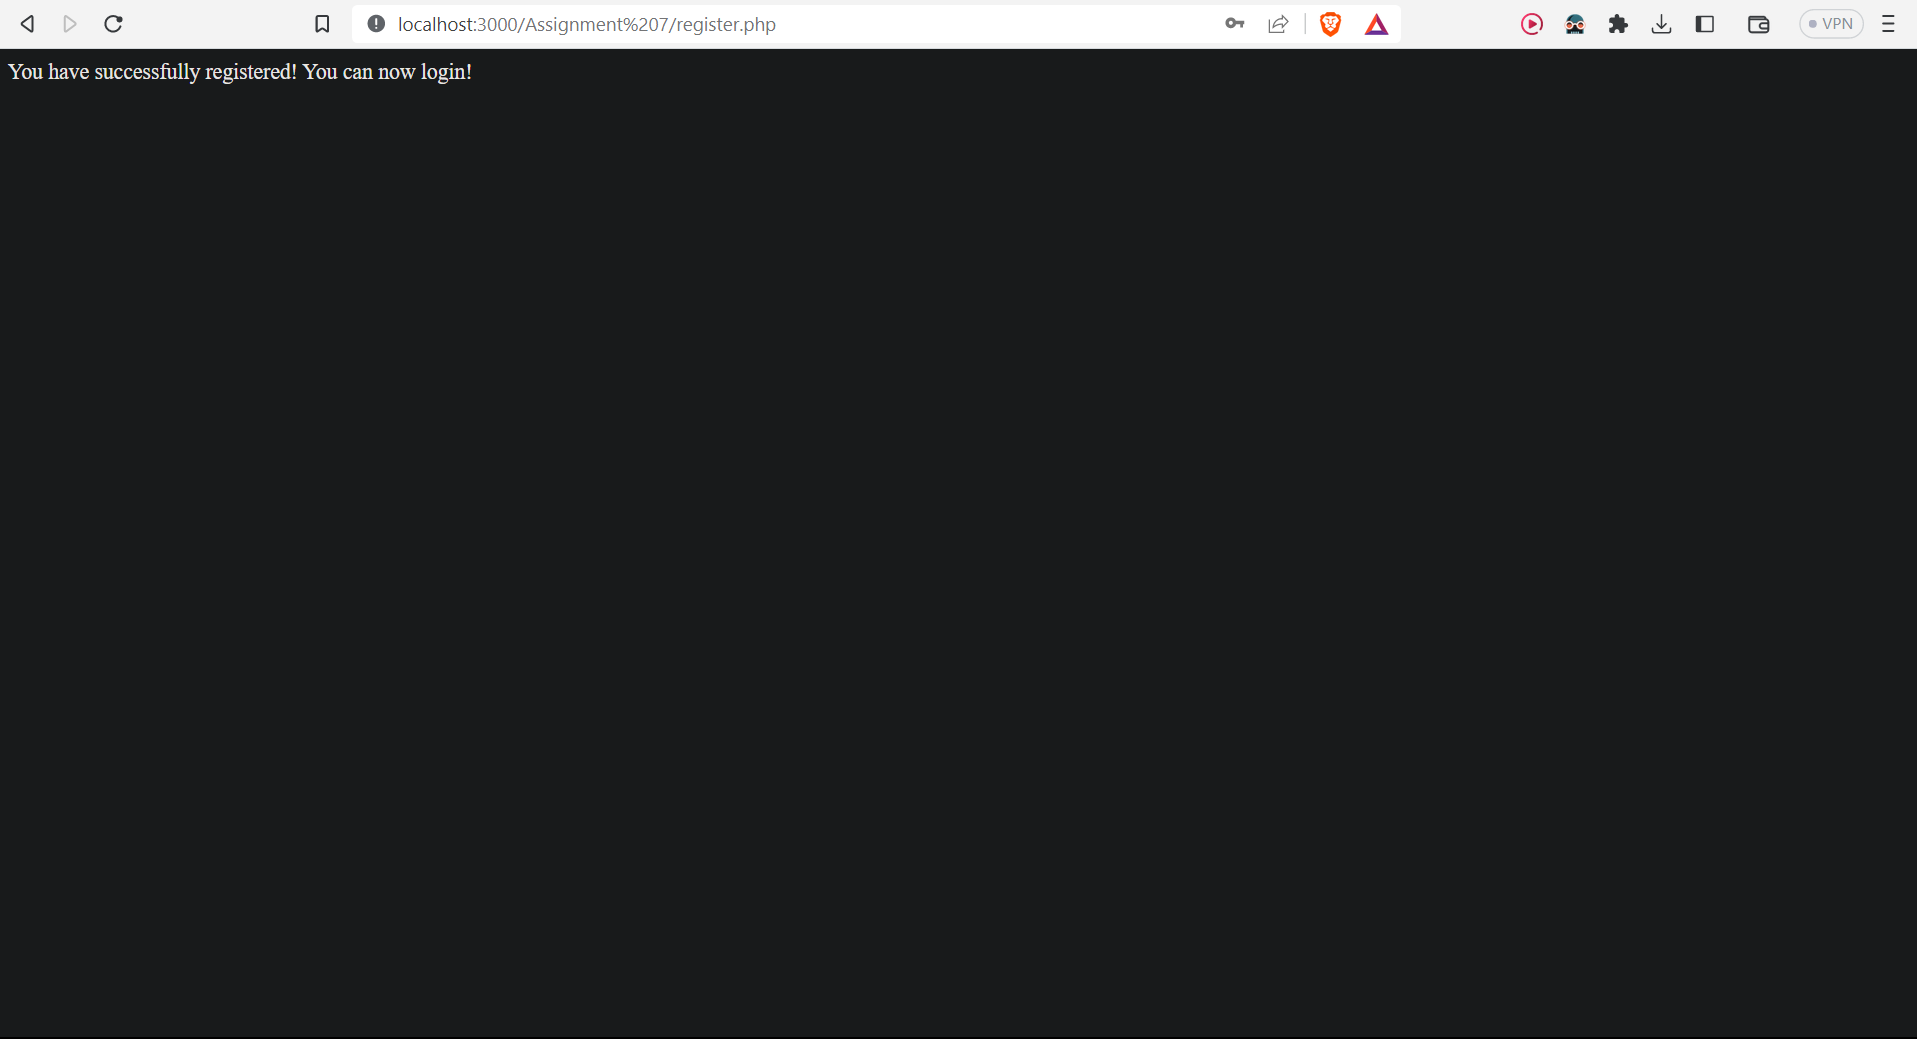 localhost:3000/Assignment%207/register.php
VPN
You have successfully registered! You can now login!